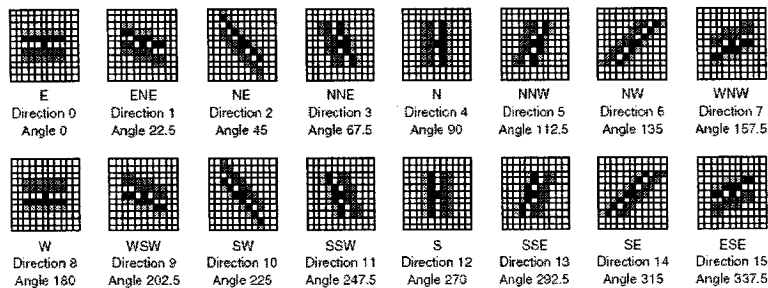 E ENE NE NNE N NNW NW WNW
Direction 0 Direction 1 Direction 2 Direction 3 Direction 4 Direction 5 Direction 6 Direction 7
Angle 0 Angle 22.5 Angle 45 Angle 67.5 Angle 90 Angle 112.5 Angle 135 Angle 157.5
W WSW SW SSW S SSE SE ESE
Direction 8 Direction 9 Direction 10 Direction 11 Direction 12 Direction 13 Direction 14 Direction 15
Angle 180 Angle 202.5 Angle 225 Angle 247.5 Angle 270 Angle 292.5 Angle 315 Angle 337.5